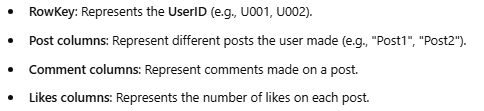 • RowKey: Represents the UserID (e.g., U001, U002).
• Post columns: Represent different posts the user made (e.g., "Post1", "Post2").
• Comment columns: Represent comments made on a post.
• Likes columns: Represents the number of likes on each post.